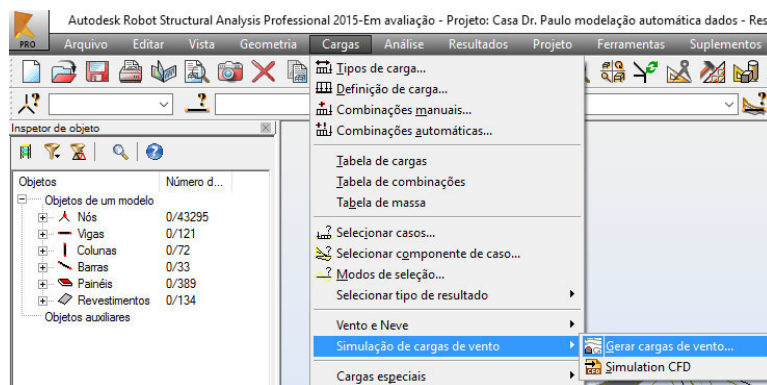 Autodesk Robot Structural Analysis Professional 2015-Em avaliação - Projeto: Casa Dr. Paulo modelação automática dados - Res
PRO Arquivo Editar Vista Geometria Cargas Análise Resultados Projeto Ferramentas Suplementos
Tipos de carga...
Definição de carga...
Combinações manuais...
Combinações automáticas...
Tabela de cargas
Tabela de combinações
Tabela de massa
Selecionar casos...
Selecionar componente de caso...
Modos de seleção...
Selecionar tipo de resultado
Vento e Neve
Simulação de cargas de vento
Cargas especiais
Gerar cargas de vento...
Simulation CFD
Inspetor de objeto
Objetos Número d...
Objetos de um modelo
Nós 0/43295
Vigas 0/121
Colunas 0/72
Barras 0/33
Painéis 0/389
Revestimentos 0/134
Objetos auxiliares